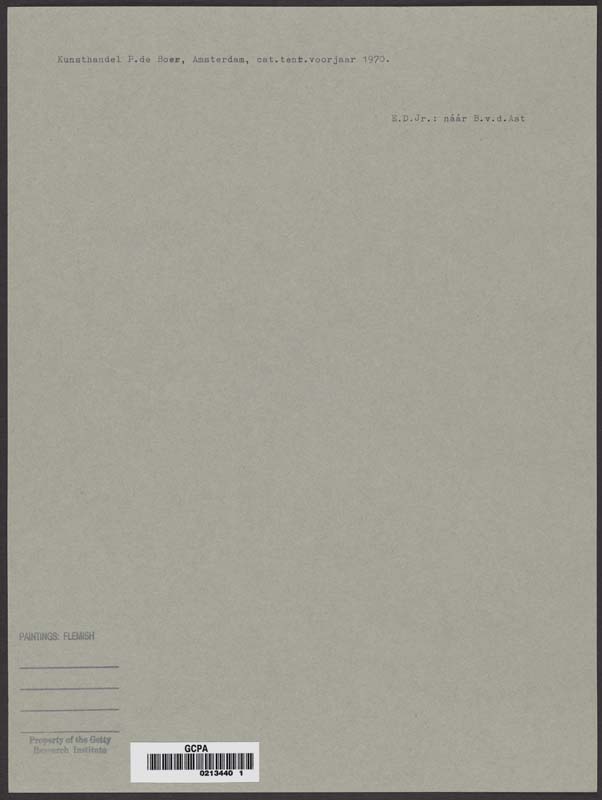 Kunsthandel P.de Boer, Amsterdam, cat.tent.voorjaar 1970.
E.D.Jr.: náár B.v.d.Ast
PAINTINGS: FLEMISH
Property of the Getty
Research Institute
GCPA
0213440 1